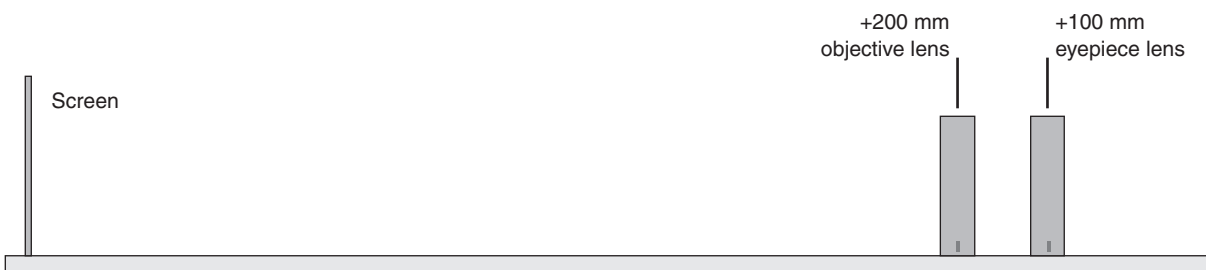 +200 mm
objective lens
+100 mm
eyepiece lens
Screen